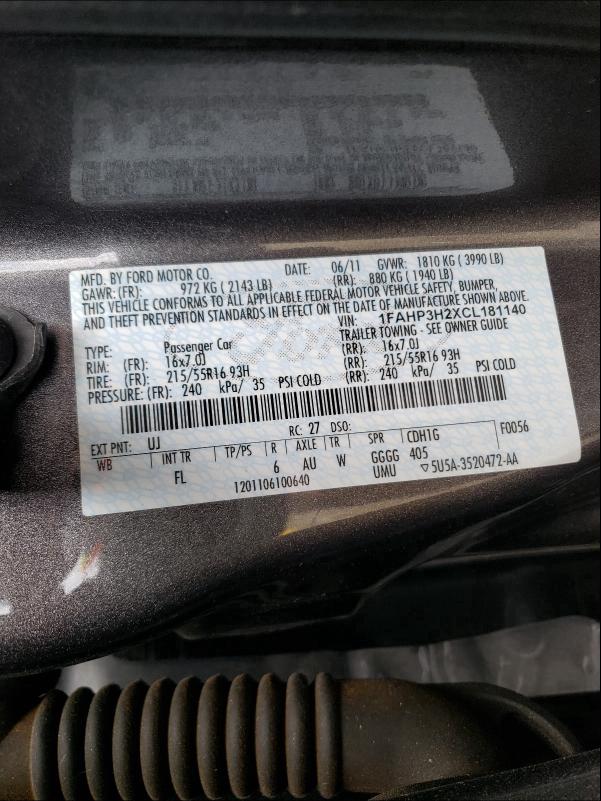 MFD. BY FORD MOTOR CO. DATE: 06/11 GVWR: 1810 KG ( 3990 LB)
GAWR: (FR): 972 KG ( 2143 LB) (RR): 880 KG ( 1940 LB)
THIS VEHICLE CONFORMS TO ALL APPLICABLE FEDERAL MOTOR VEHICLE SAFETY, BUMPER,
AND THEFT PREVENTION STANDARDS IN EFFECT ON THE DATE OF MANUFACTURE SHOWN ABOVE.
VIN: 1FAHP3H2XCL181140
TYPE: Passenger Car TRAILER TOWING - SEE OWNER GUIDE
RIM: (FR): 16x7.0J (RR): 16x7.0J
TIRE: (FR): 215/55R16 93H (RR): 215/55R16 93H
PRESSURE: (FR): 240 kPa/ 35 PSI COLD (RR): 240 kPa/ 35 PSI COLD
EXT PNT: UJ RC: 27 DSO: F0056
WB INT TR TP/PS R AXLE TR SPR CDH1G
FL 6 AU W GGGG 405
1201106100640 UMU ▽5U5A-3520472-AA